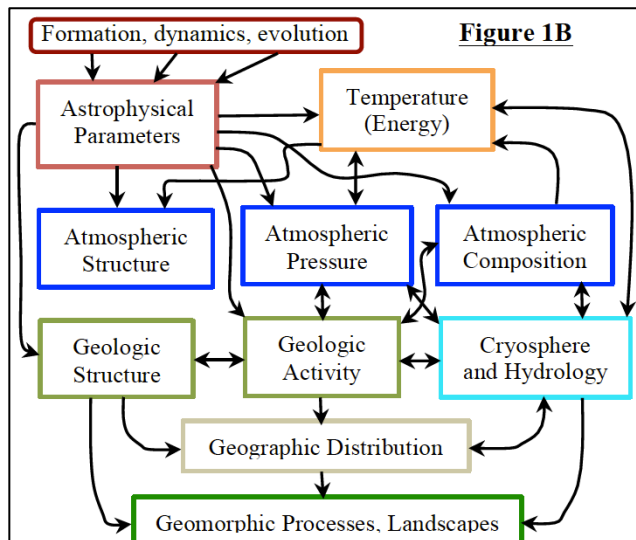 Formation, dynamics, evolution
Figure 1B
Astrophysical
Parameters
Temperature
(Energy)
Atmospheric
Structure
Atmospheric
Pressure
Atmospheric
Composition
Geologic
Structure
Geologic
Activity
Cryosphere
and Hydrology
Geographic Distribution
Geomorphic Processes, Landscapes